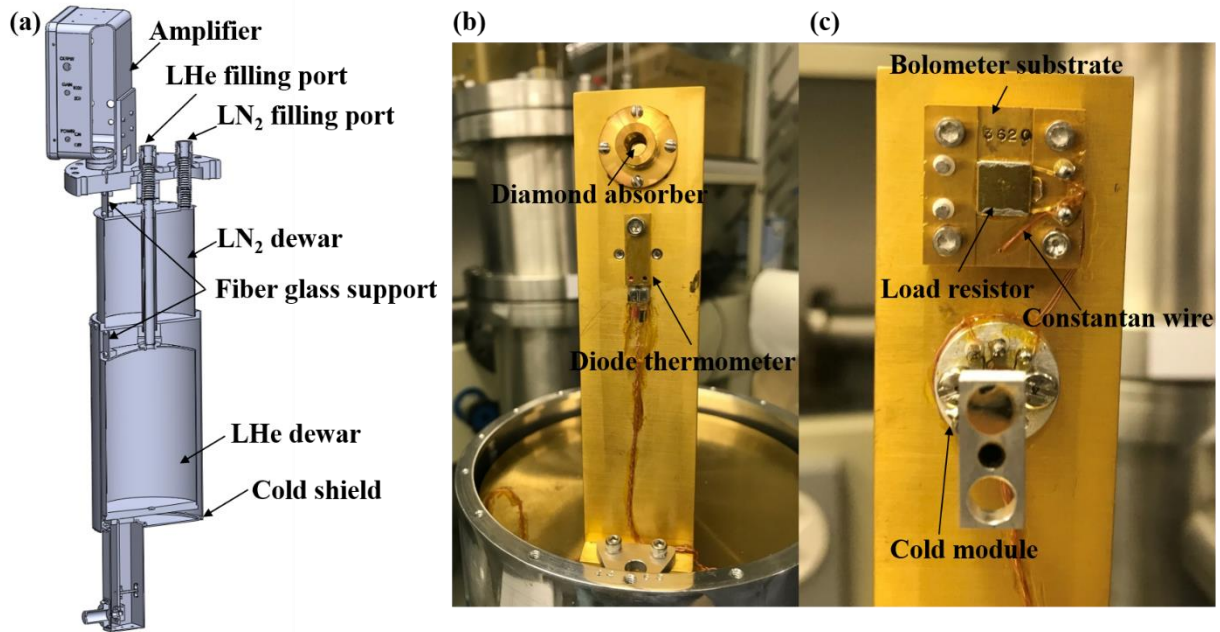 (a)
Amplifier
LHe filling port
LN₂ filling port
LN₂ dewar
Fiber glass support
LHe dewar
Cold shield
(b)
Diamond absorber
Diode thermometer
(c)
Bolometer substrate
3620
Load resistor
Constantan wire
Cold module